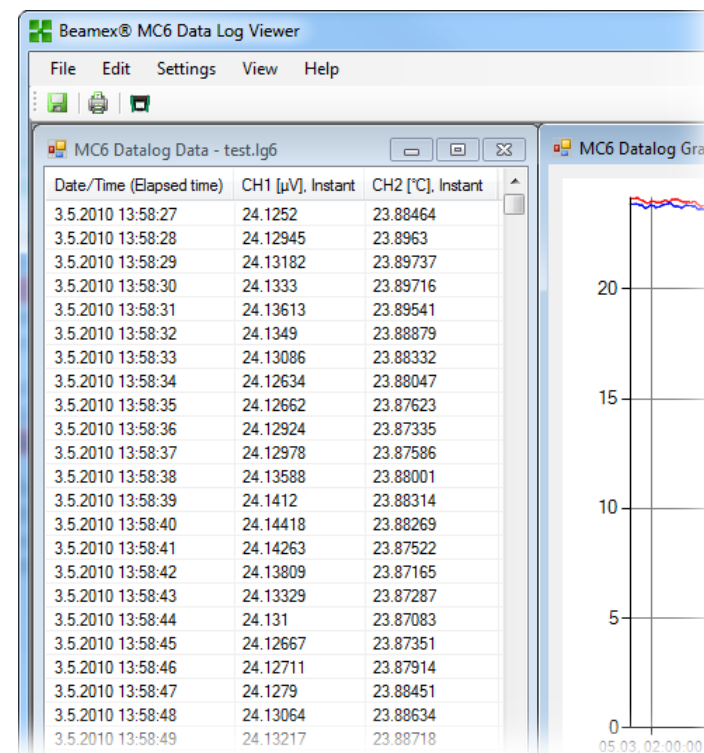 Beamex® MC6 Data Log Viewer
File Edit Settings View Help
MC6 Datalog Data - test.lg6
Date/Time (Elapsed time) CH1 [µV], Instant CH2 [°C], Instant
3.5.2010 13:58:27 24.1252 23.88464
3.5.2010 13:58:28 24.12945 23.8963
3.5.2010 13:58:29 24.13182 23.89737
3.5.2010 13:58:30 24.1333 23.89716
3.5.2010 13:58:31 24.13613 23.89541
3.5.2010 13:58:32 24.1349 23.88879
3.5.2010 13:58:33 24.13086 23.88332
3.5.2010 13:58:34 24.12634 23.88047
3.5.2010 13:58:35 24.12662 23.87623
3.5.2010 13:58:36 24.12924 23.87335
3.5.2010 13:58:37 24.12978 23.87586
3.5.2010 13:58:38 24.13588 23.88001
3.5.2010 13:58:39 24.1412 23.88314
3.5.2010 13:58:40 24.14418 23.88269
3.5.2010 13:58:41 24.14263 23.87522
3.5.2010 13:58:42 24.13809 23.87165
3.5.2010 13:58:43 24.13329 23.87287
3.5.2010 13:58:44 24.131 23.87083
3.5.2010 13:58:45 24.12667 23.87351
3.5.2010 13:58:46 24.12711 23.87914
3.5.2010 13:58:47 24.1279 23.88451
3.5.2010 13:58:48 24.13064 23.88634
3.5.2010 13:58:49 24.13217 23.88718
MC6 Datalog Gra
20
15
10
5
0
05.03, 02:00:00